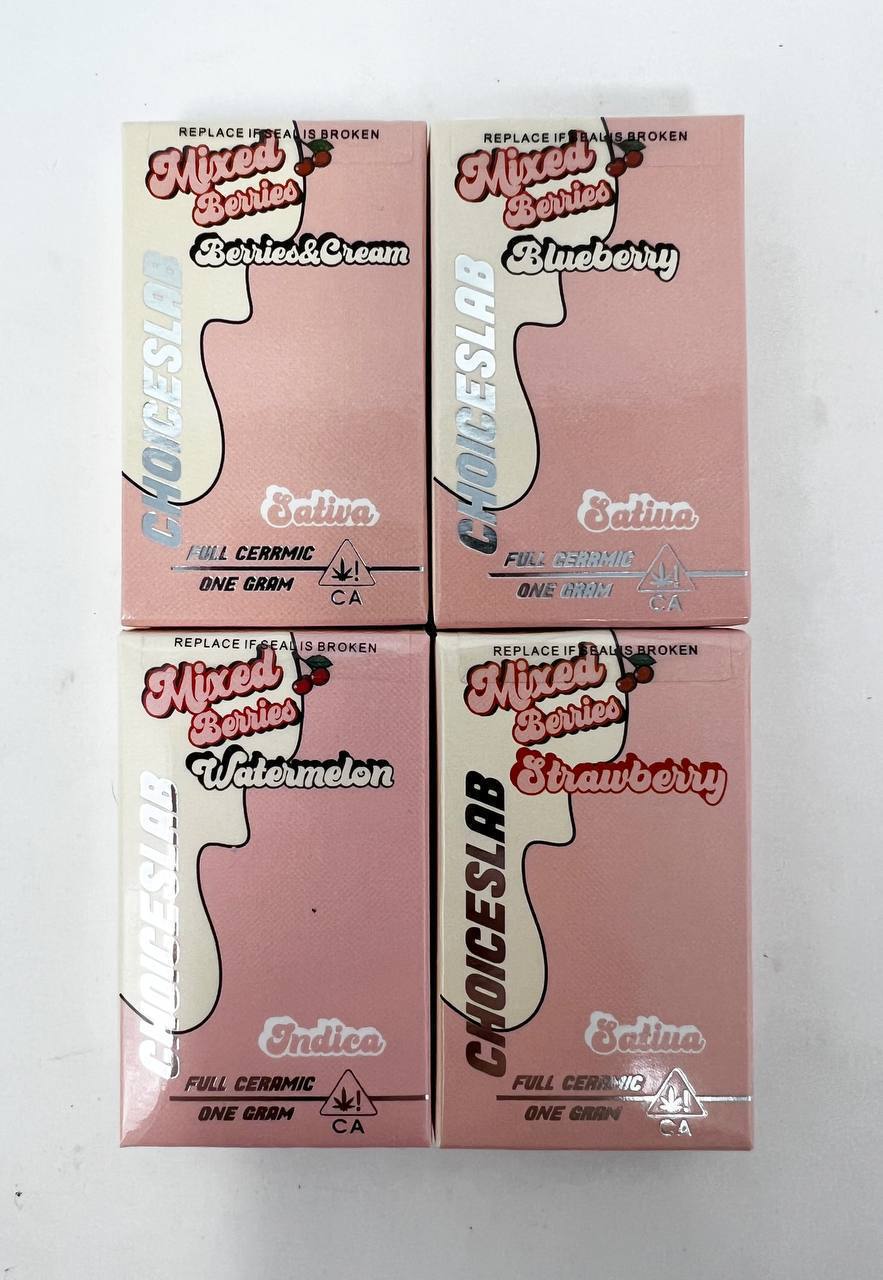 REPLACE IF SEAL IS BROKEN
Mixed
Berries
Berries&Cream
CHOICESLAB
Sativa
FULL CERRMIC
ONE GRAM
!
CA
REPLACE IF SEAL IS BROKEN
Mixed
Berries
Blueberry
CHOICESLAB
Satiua
FULL CERRMIC
ONE GRAM
!
CA
REPLACE IF SEAL IS BROKEN
Mixed
Berries
Watermelon
CHOICESLAB
Indica
FULL CERAMIC
ONE GRAM
!
CA
REPLACE IF SEAL IS BROKEN
Mixed
Berries
Strawberry
CHOICESLAB
Satiua
FULL CERAMIC
ONE GRAM
!
CA